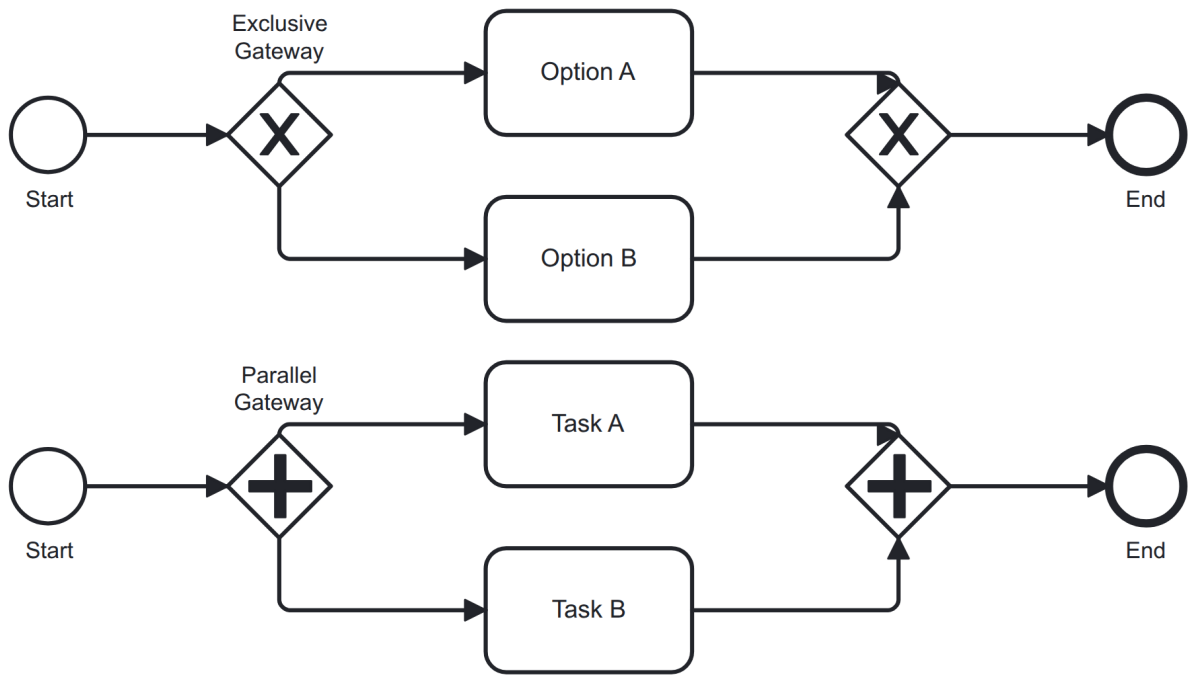 Exclusive
Gateway
Option A
X
X
Start
End
Option B
Parallel
Gateway
Task A
Start
End
Task B